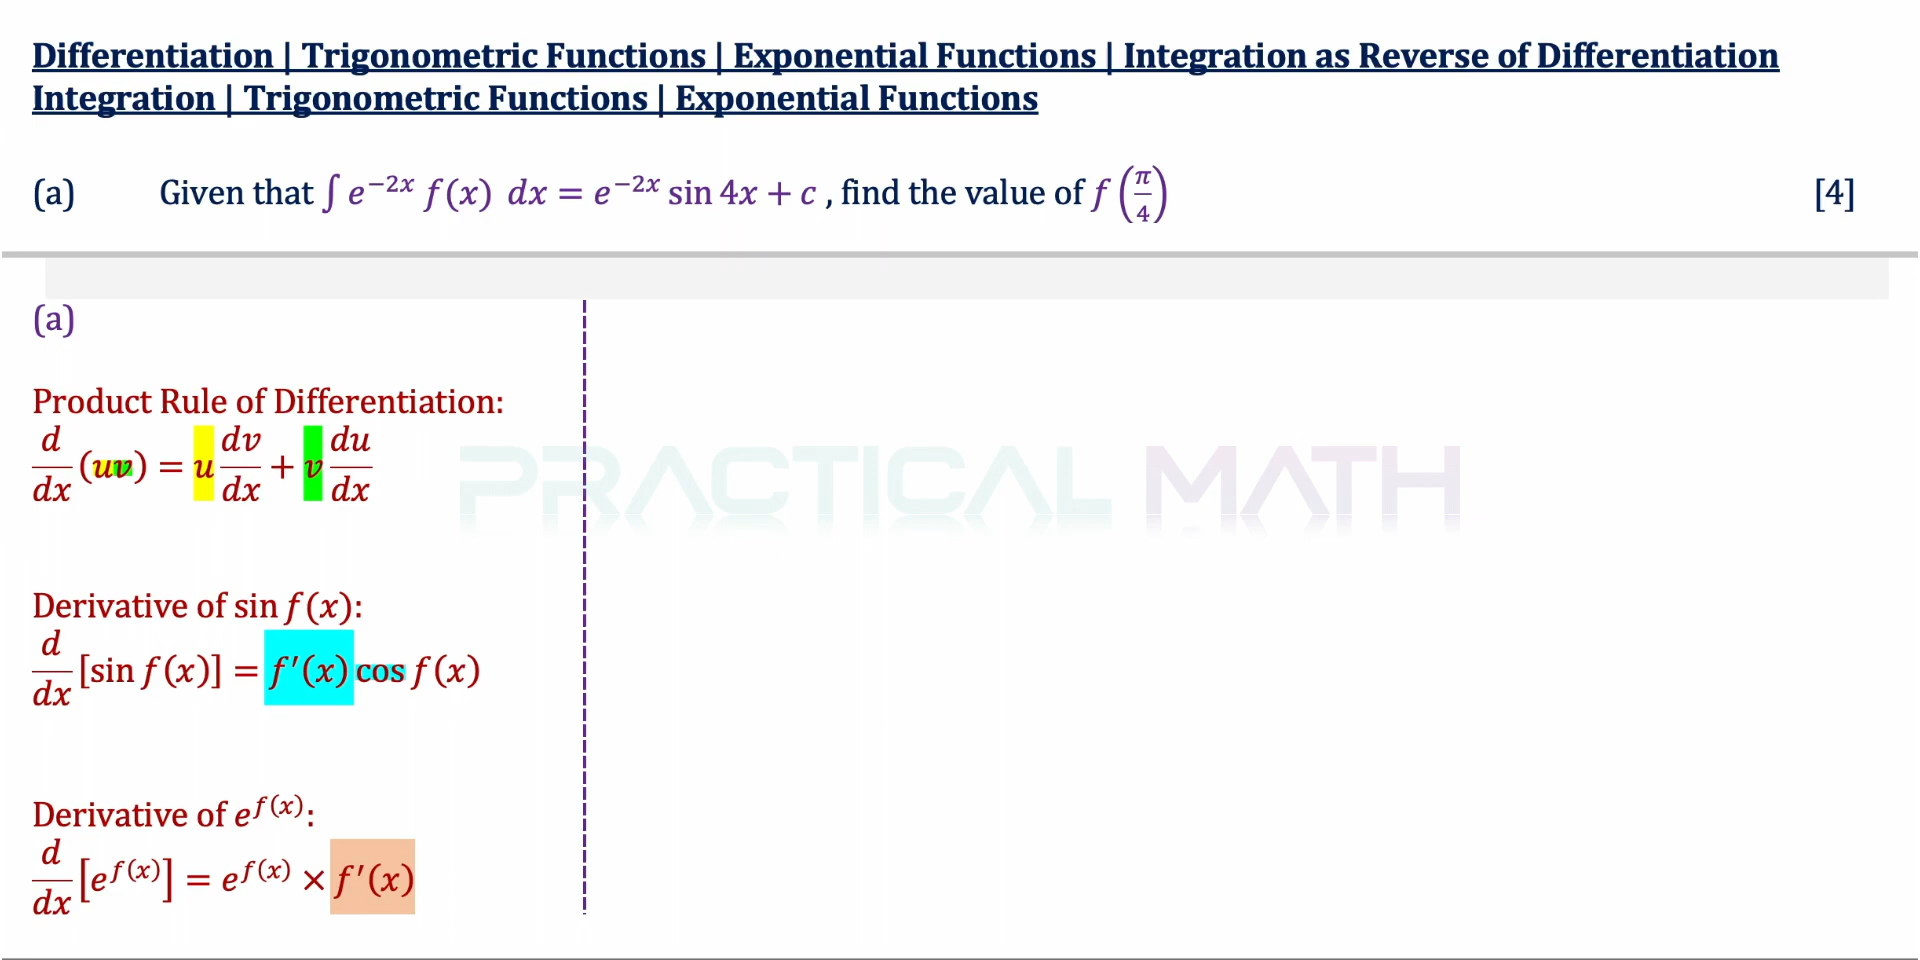 Differentiation | Trigonometric Functions | Exponential Functions | Integration as Reverse of Differentiation
Integration | Trigonometric Functions | Exponential Functions
(a) Given that ∫ e^{−2x} f(x) dx = e^{−2x} sin 4x + c , find the value of f(π/4) [4]
(a)
Product Rule of Differentiation:
d/dx (uv) = u dv/dx + v du/dx
PRACTICAL MATH
Derivative of sin f(x):
d/dx [sin f(x)] = f′(x) cos f(x)
Derivative of e^{f(x)}:
d/dx [e^{f(x)}] = e^{f(x)} × f′(x)